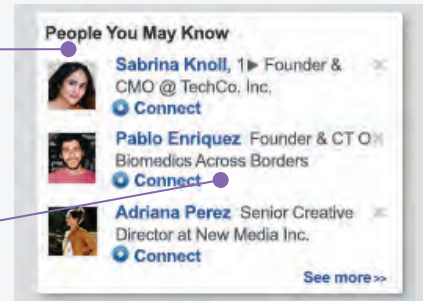 People You May Know
Sabrina Knoll, 1▶ Founder &
CMO @ TechCo, Inc.
Connect
Pablo Enriquez Founder & CT O
Biomedics Across Borders
Connect
Adriana Perez Senior Creative
Director at New Media Inc.
Connect
See more >>